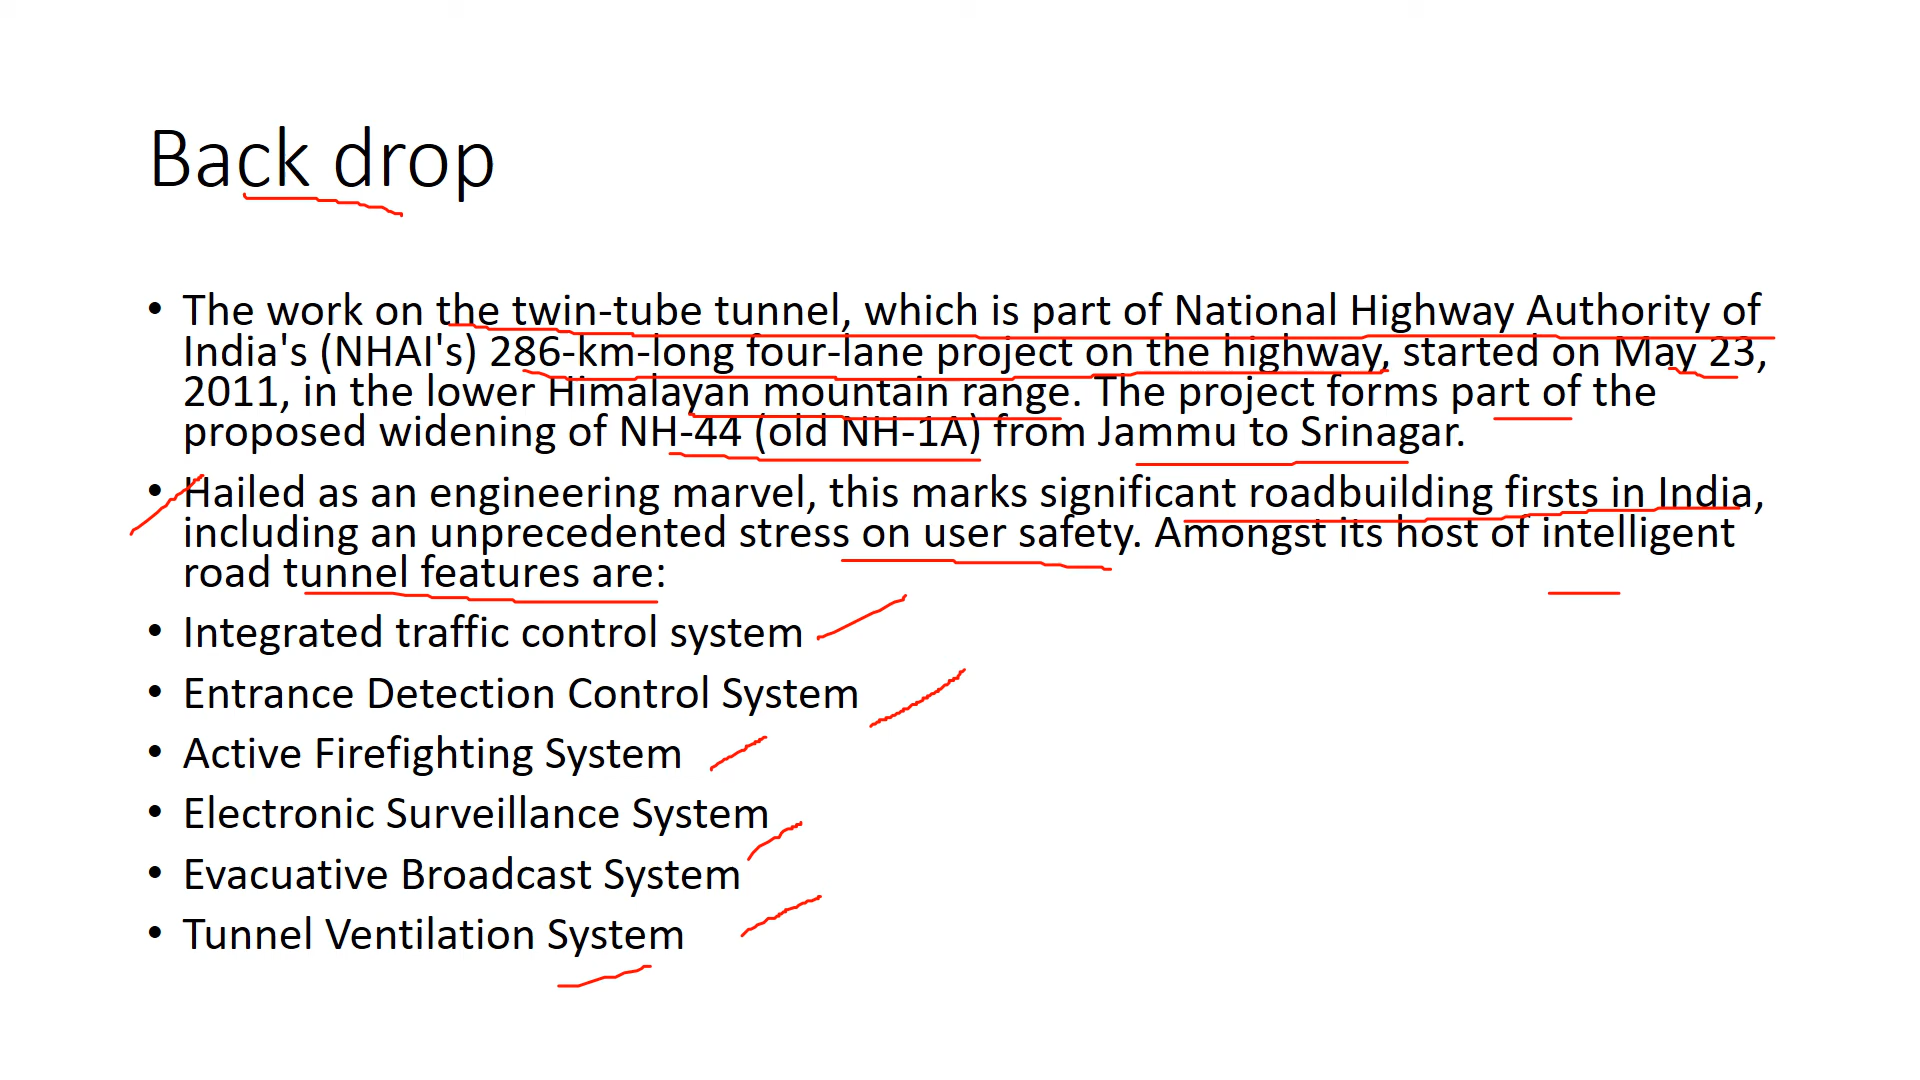 Back drop
• The work on the twin-tube tunnel, which is part of National Highway Authority of
India's (NHAI's) 286-km-long four-lane project on the highway, started on May 23,
2011, in the lower Himalayan mountain range. The project forms part of the
proposed widening of NH-44 (old NH-1A) from Jammu to Srinagar.
• Hailed as an engineering marvel, this marks significant roadbuilding firsts in India,
including an unprecedented stress on user safety. Amongst its host of intelligent
road tunnel features are:
• Integrated traffic control system
• Entrance Detection Control System
• Active Firefighting System
• Electronic Surveillance System
• Evacuative Broadcast System
• Tunnel Ventilation System